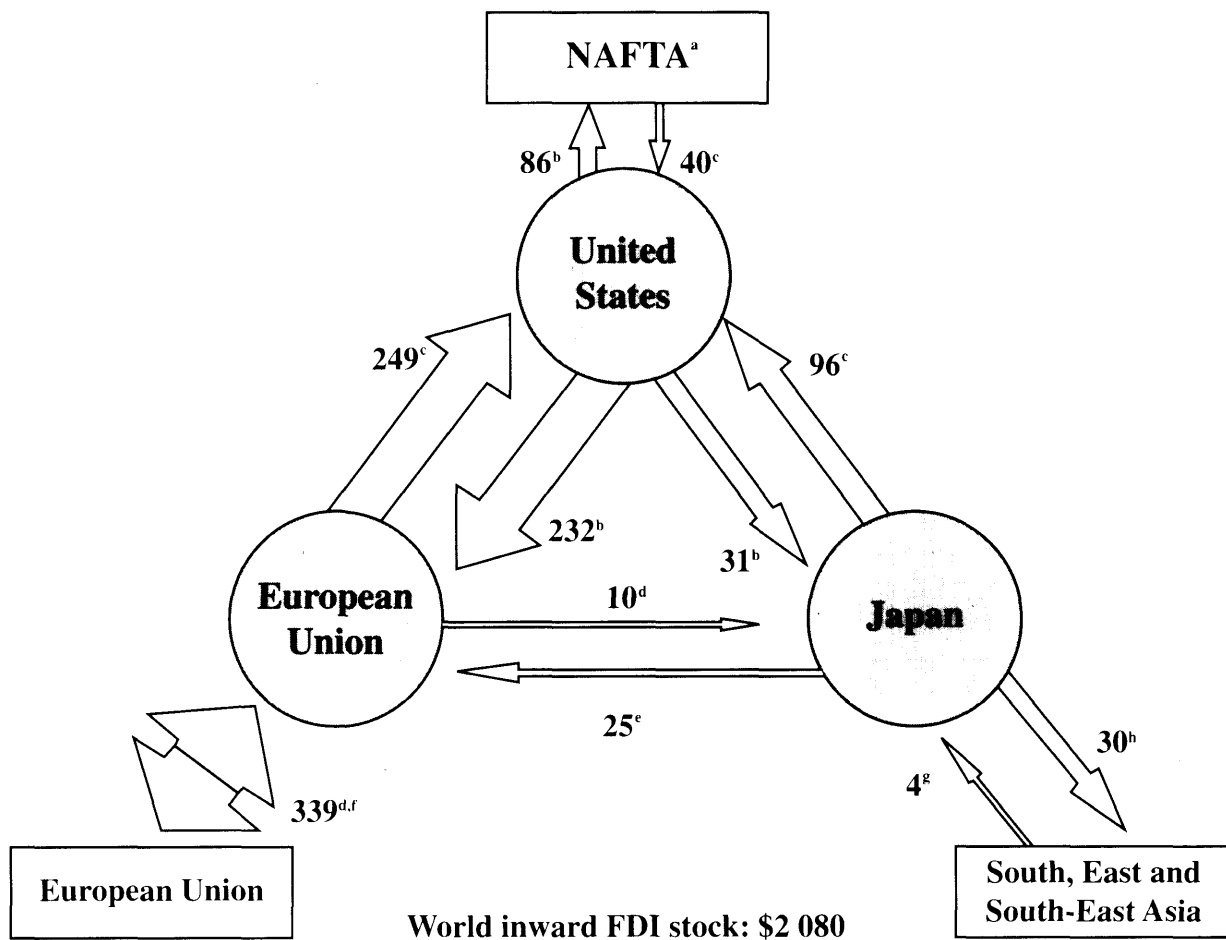 NAFTAᵃ
86ᵇ
40ᶜ
United
States
249ᶜ
96ᶜ
232ᵇ
31ᵇ
European
Union
10ᵈ
Japan
25ᵉ
30ʰ
4ᵍ
339ᵈ,ᶠ
European Union
South, East and
South-East Asia
World inward FDI stock: $2 080